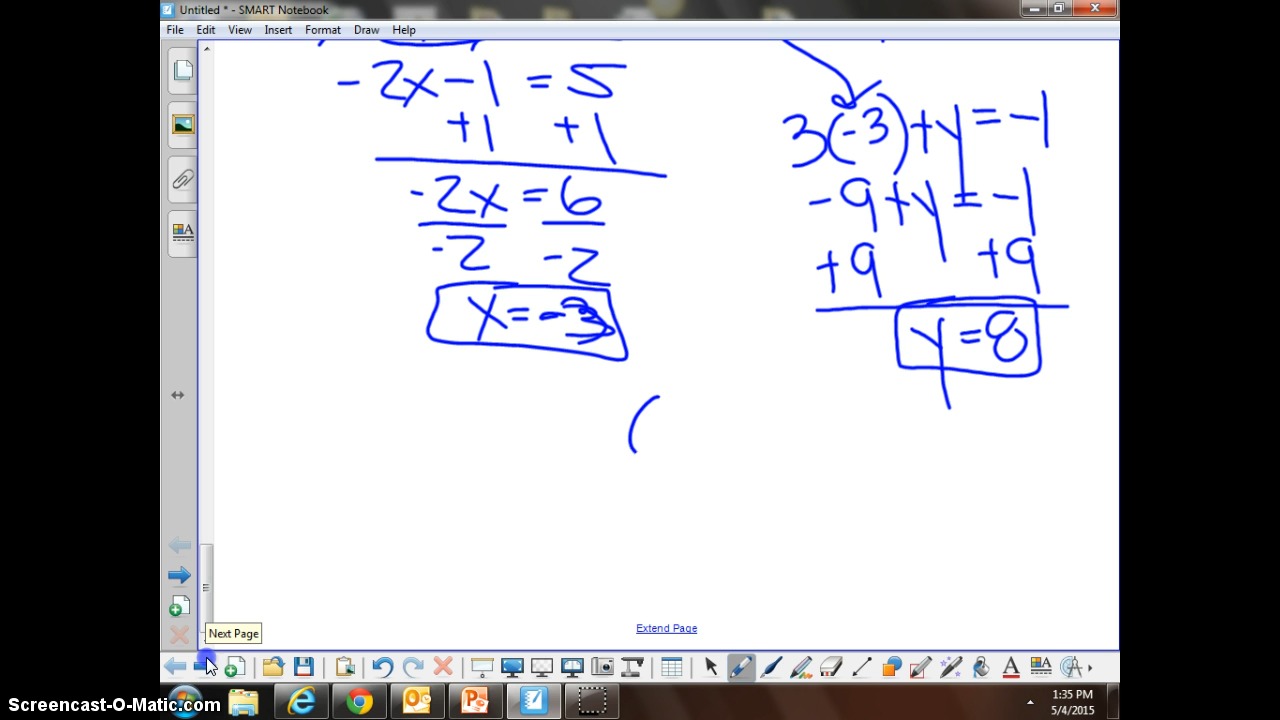 Untitled * - SMART Notebook
File Edit View Insert Format Draw Help
-2x-1 = 5
+1 +1
-2x = 6
-2 -2
x = -3
3(-3)+y = -1
-9+y = -1
+9 +9
y = 8
(
Extend Page
Next Page
1:35 PM
5/4/2015
Screencast-O-Matic.com